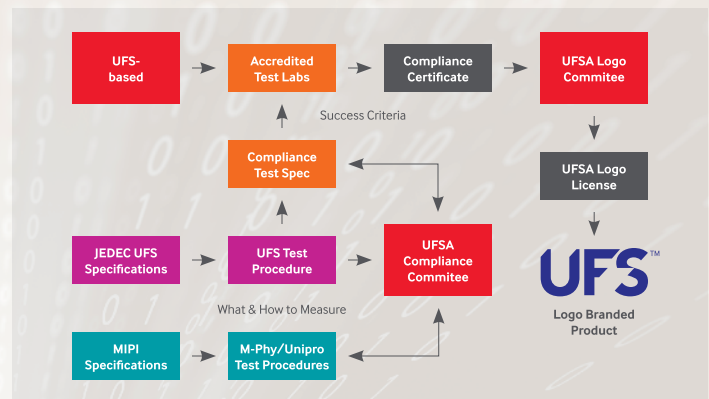 UFS-
based
Accredited
Test Labs
Compliance
Certificate
UFSA Logo
Commitee
Success Criteria
Compliance
Test Spec
UFSA Logo
License
JEDEC UFS
Specifications
UFS Test
Procedure
UFSA
Compliance
Commitee
UFS™
Logo Branded
Product
What & How to Measure
MIPI
Specifications
M-Phy/Unipro
Test Procedures